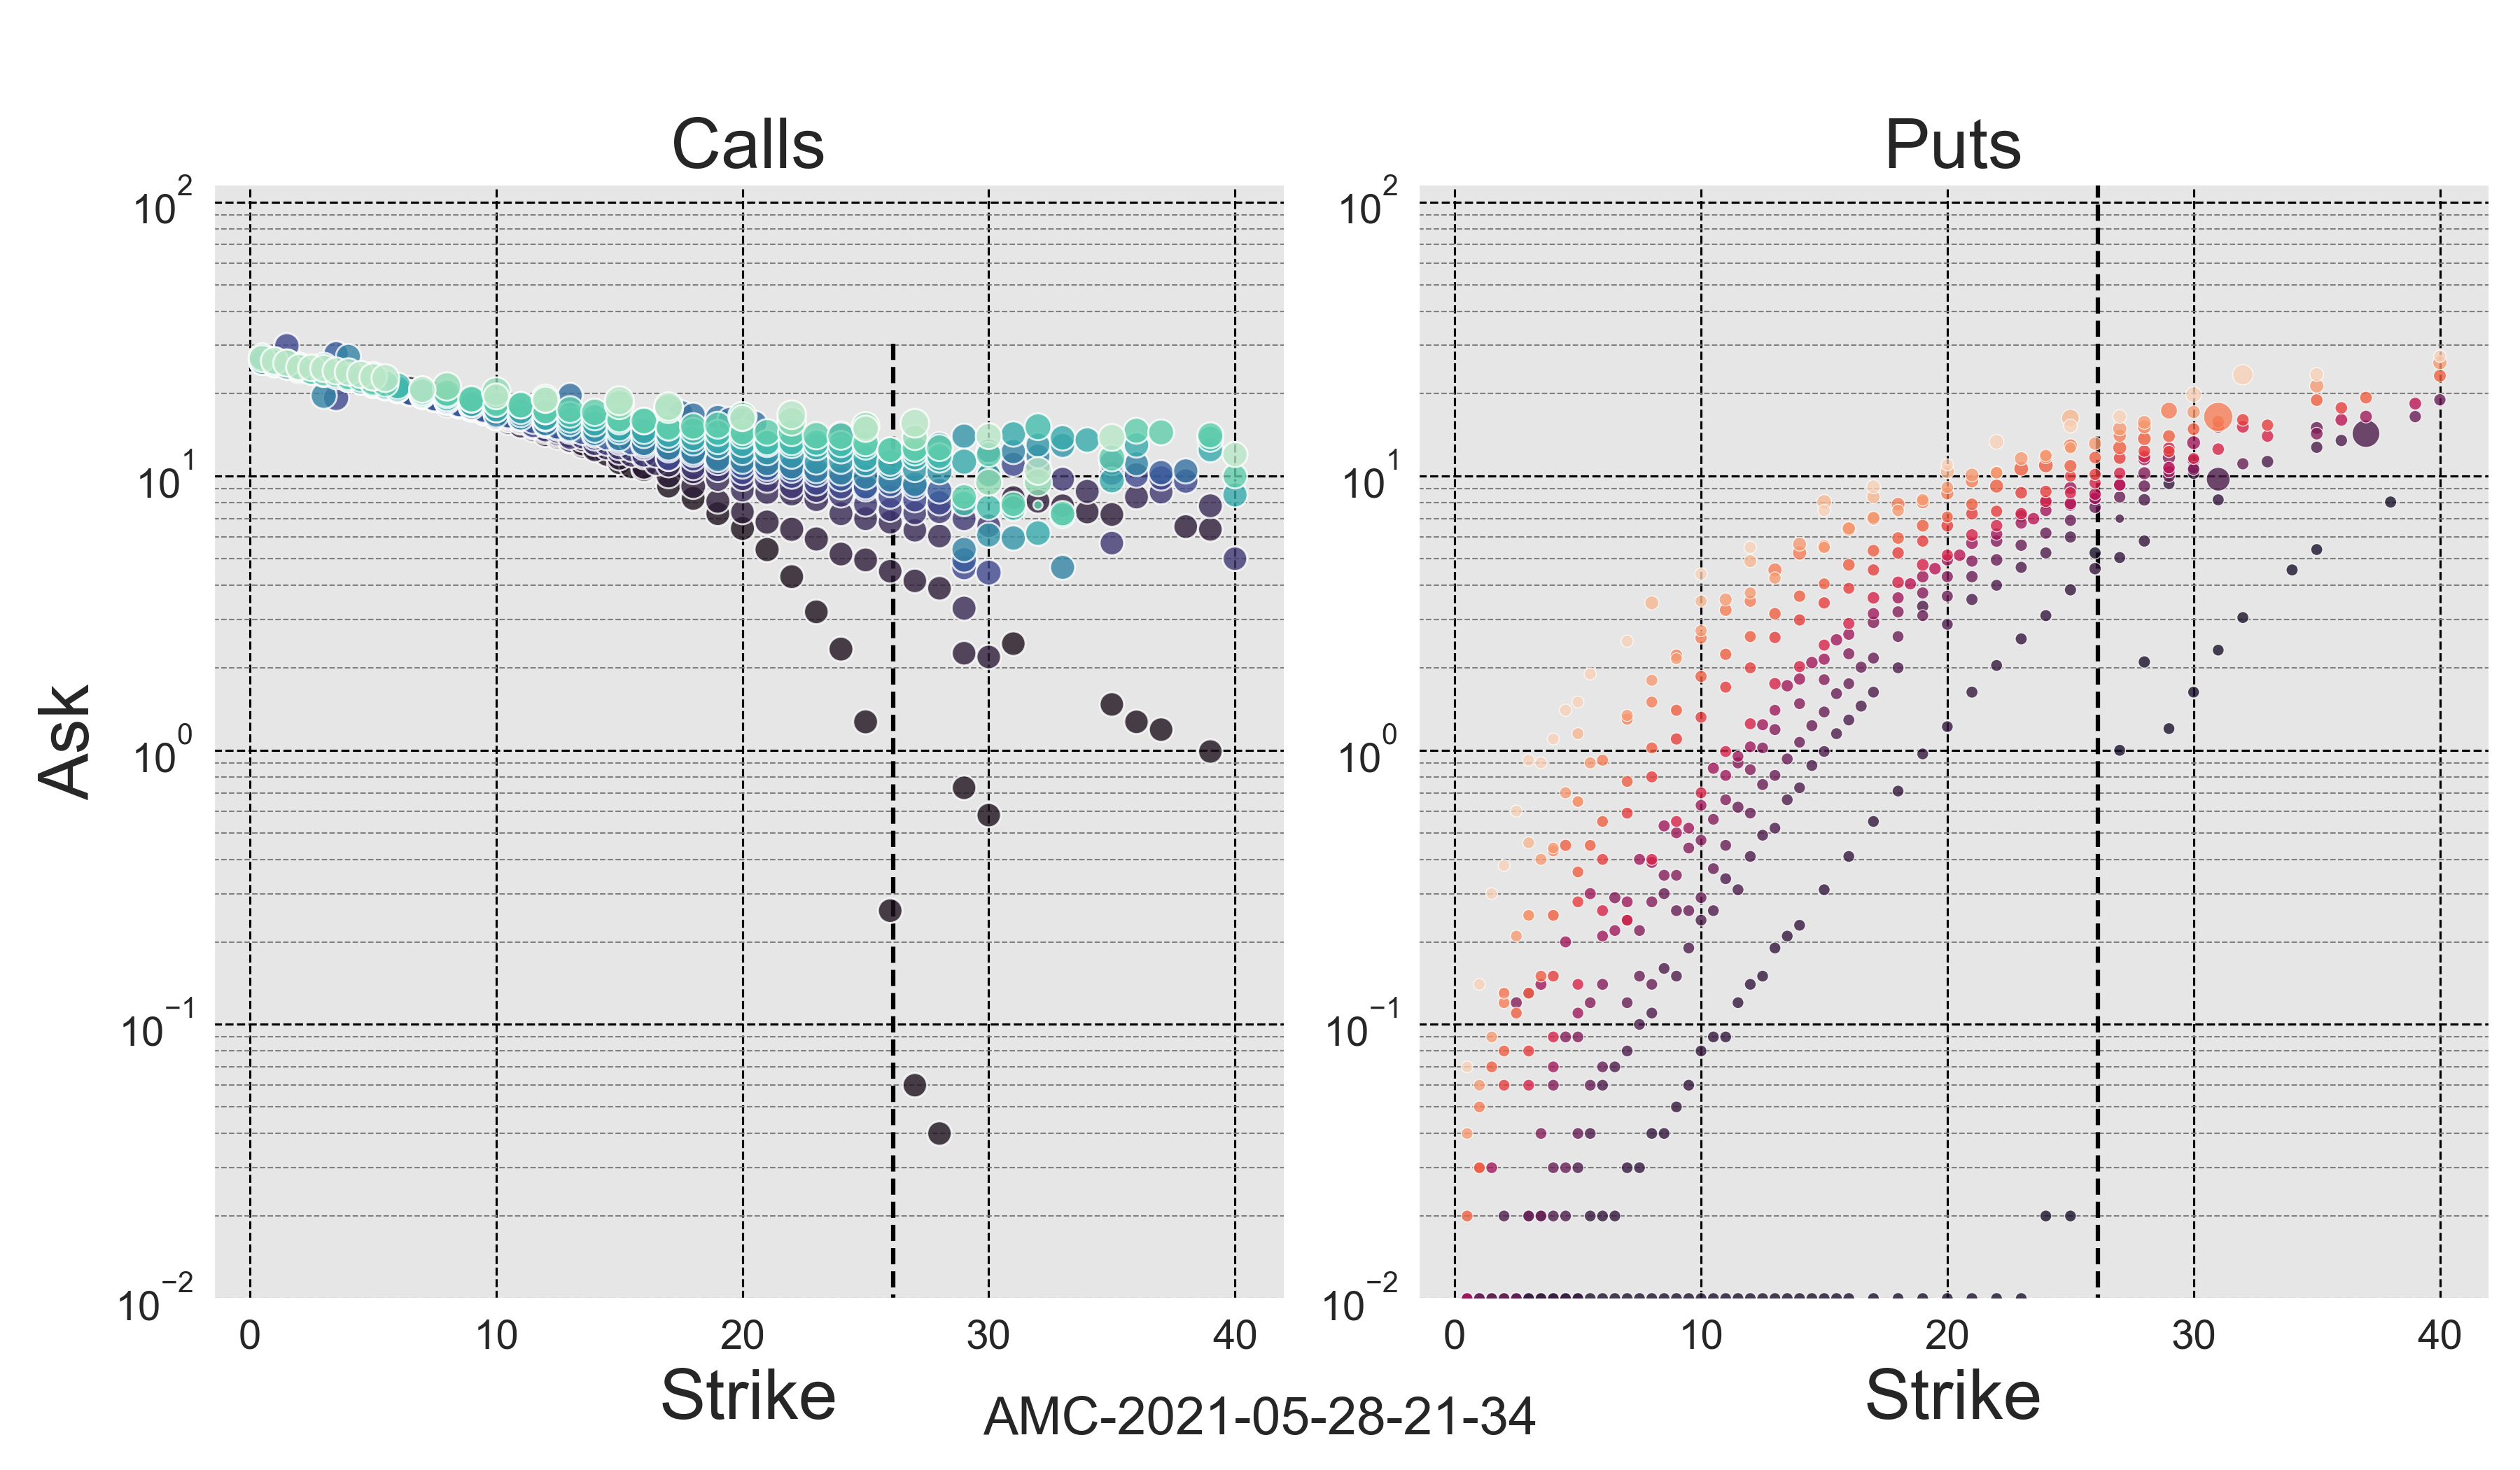 Calls Puts
10^2 10^2
10^1 10^1
Ask
10^0 10^0
10^−1 10^−1
10^−2 10^−2
0 10 20 30 40 0 10 20 30 40
Strike Strike
AMC-2021-05-28-21-34